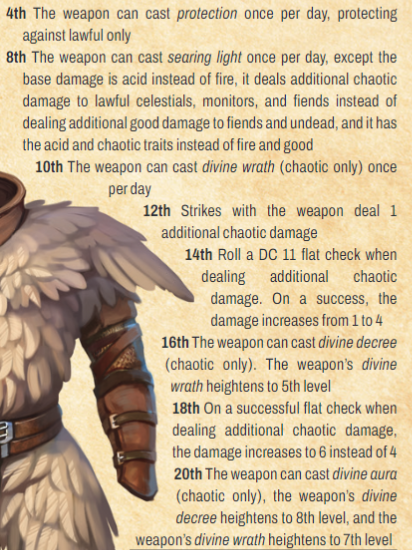 4th The weapon can cast protection once per day, protecting
against lawful only
8th The weapon can cast searing light once per day, except the
base damage is acid instead of fire, it deals additional chaotic
damage to lawful celestials, monitors, and fiends instead of
dealing additional good damage to fiends and undead, and it has
the acid and chaotic traits instead of fire and good
10th The weapon can cast divine wrath (chaotic only) once
per day
12th Strikes with the weapon deal 1
additional chaotic damage
14th Roll a DC 11 flat check when
dealing additional chaotic
damage. On a success, the
damage increases from 1 to 4
16th The weapon can cast divine decree
(chaotic only). The weapon's divine
wrath heightens to 5th level
18th On a successful flat check when
dealing additional chaotic damage,
the damage increases to 6 instead of 4
20th The weapon can cast divine aura
(chaotic only), the weapon's divine
decree heightens to 8th level, and the
weapon's divine wrath heightens to 7th level